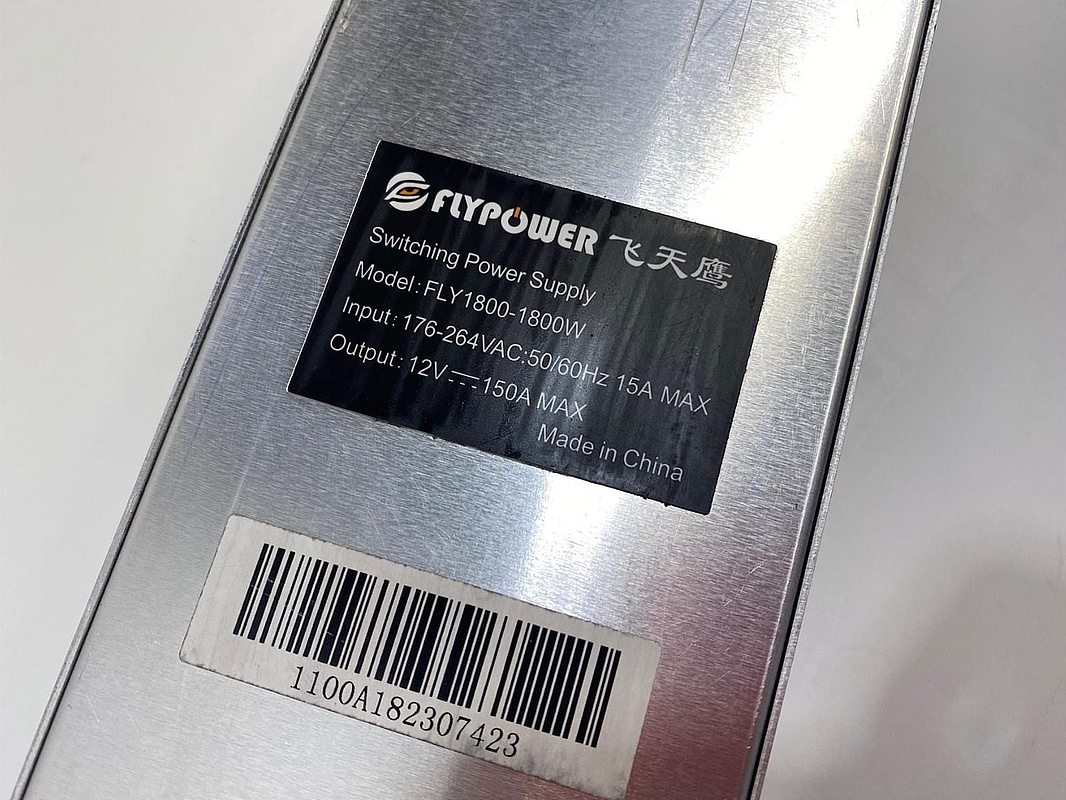 FLYPOWER 飞天鹰
Switching Power Supply
Model:FLY1800-1800W
Input: 176-264VAC:50/60Hz 15A MAX
Output: 12V⎓150A MAX
Made in China
1100A182307423